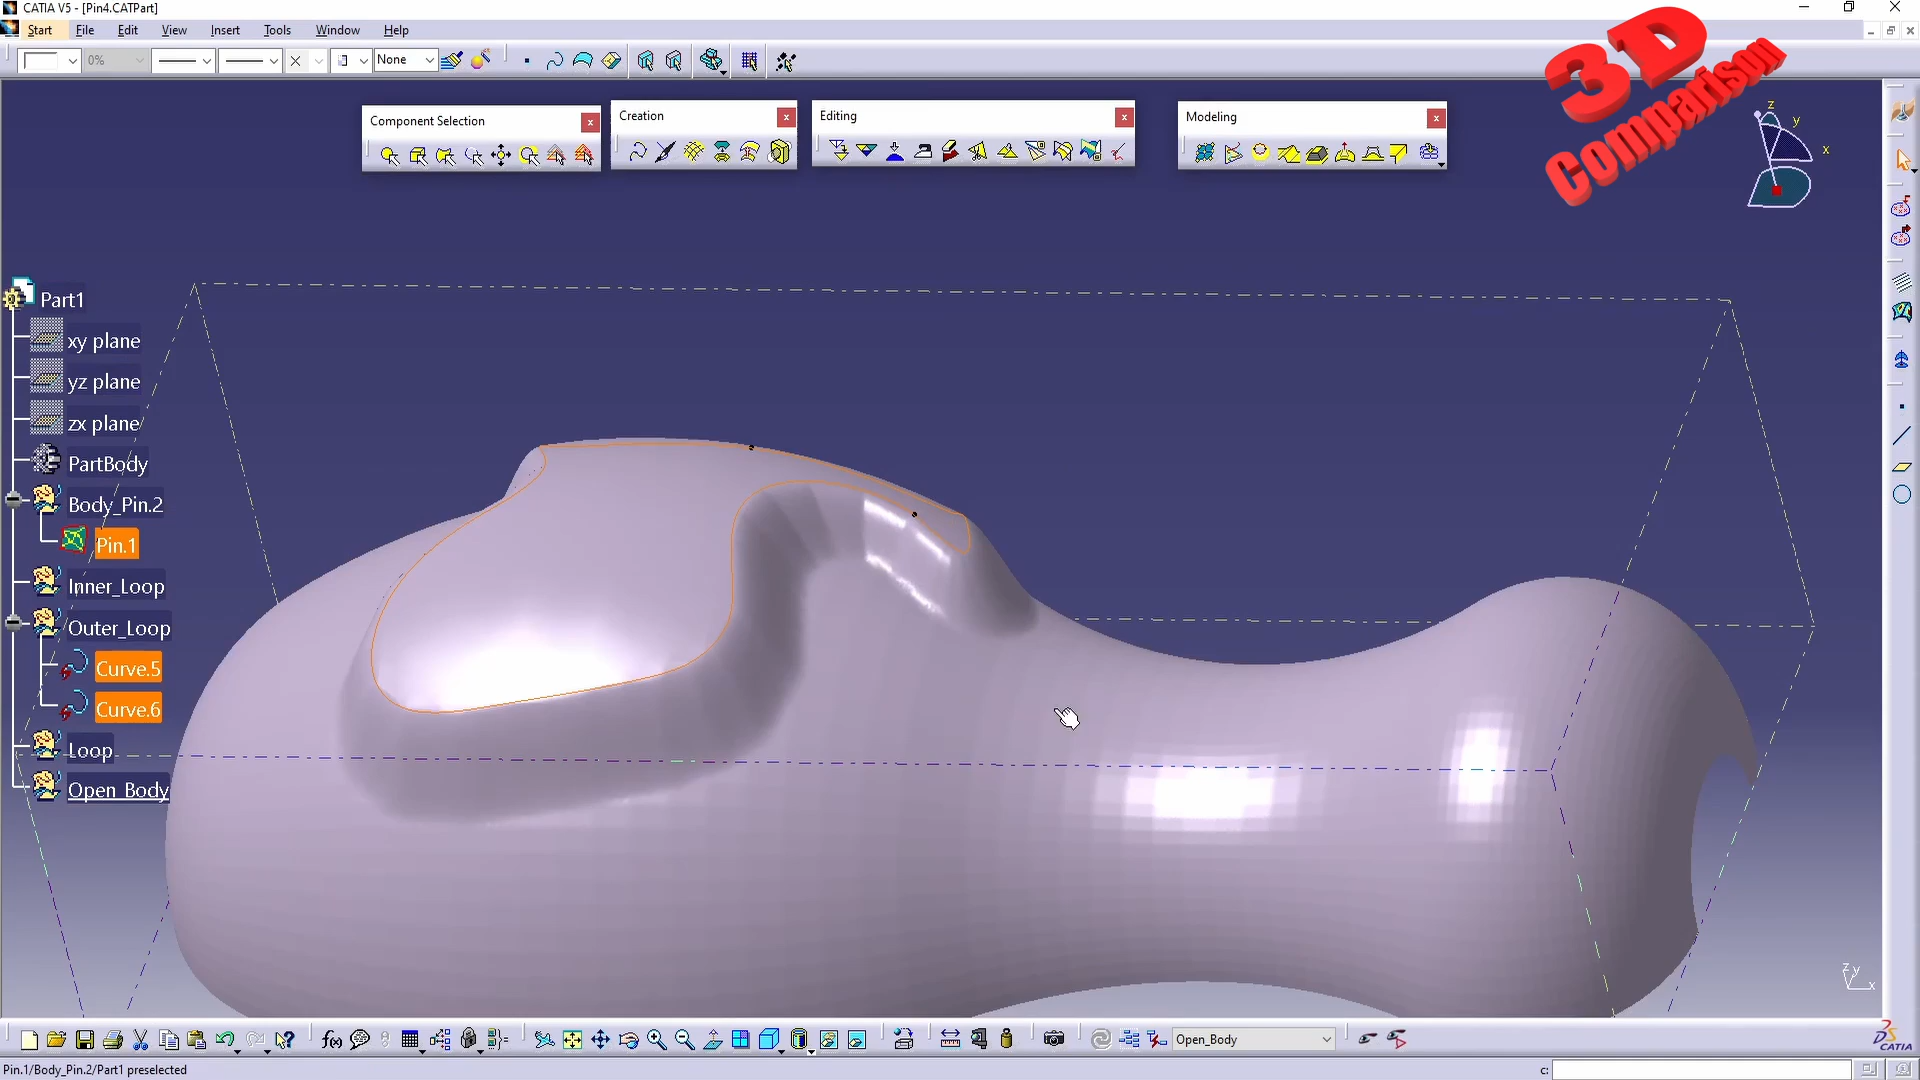 CATIA V5 - [Pin4.CATPart]
Start File Edit View Insert Tools Window Help
0% None
3D
Comparison
Component Selection
Creation
Editing
Modeling
z
y
x
Part1
xy plane
yz plane
zx plane
PartBody
Body_Pin.2
Pin.1
Inner_Loop
Outer_Loop
Curve.5
Curve.6
Loop
Open_Body
z y
x
Open_Body
CATIA
Pin.1/Body_Pin.2/Part1 preselected
c: